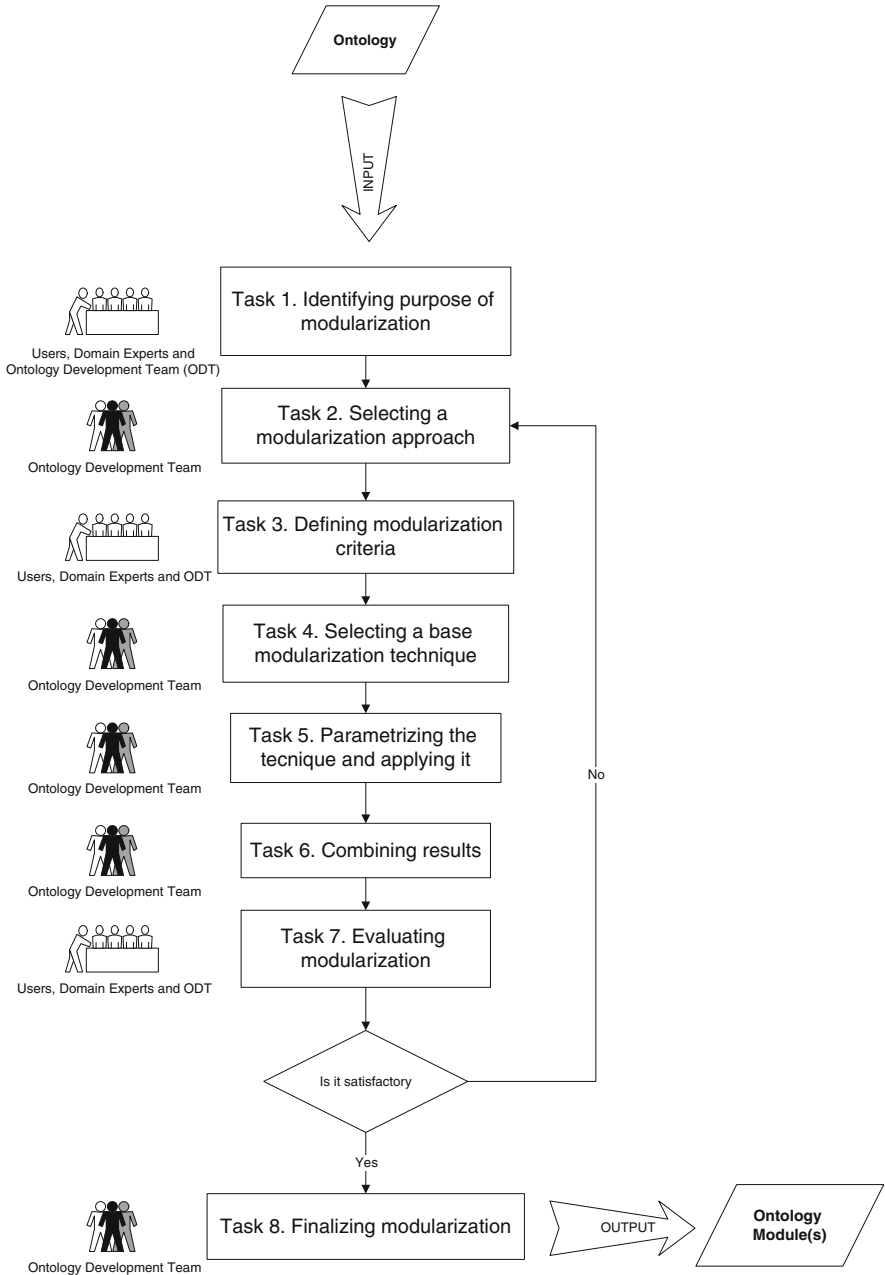 Ontology
INPUT
Task 1. Identifying purpose of
modularization
Users, Domain Experts and
Ontology Development Team (ODT)
Task 2. Selecting a
modularization approach
Ontology Development Team
Task 3. Defining modularization
criteria
Users, Domain Experts and ODT
Task 4. Selecting a base
modularization technique
Ontology Development Team
Task 5. Parametrizing the
tecnique and applying it
Ontology Development Team
No
Task 6. Combining results
Ontology Development Team
Task 7. Evaluating
modularization
Users, Domain Experts and ODT
Is it satisfactory
Yes
Task 8. Finalizing modularization
Ontology Development Team
OUTPUT
Ontology
Module(s)